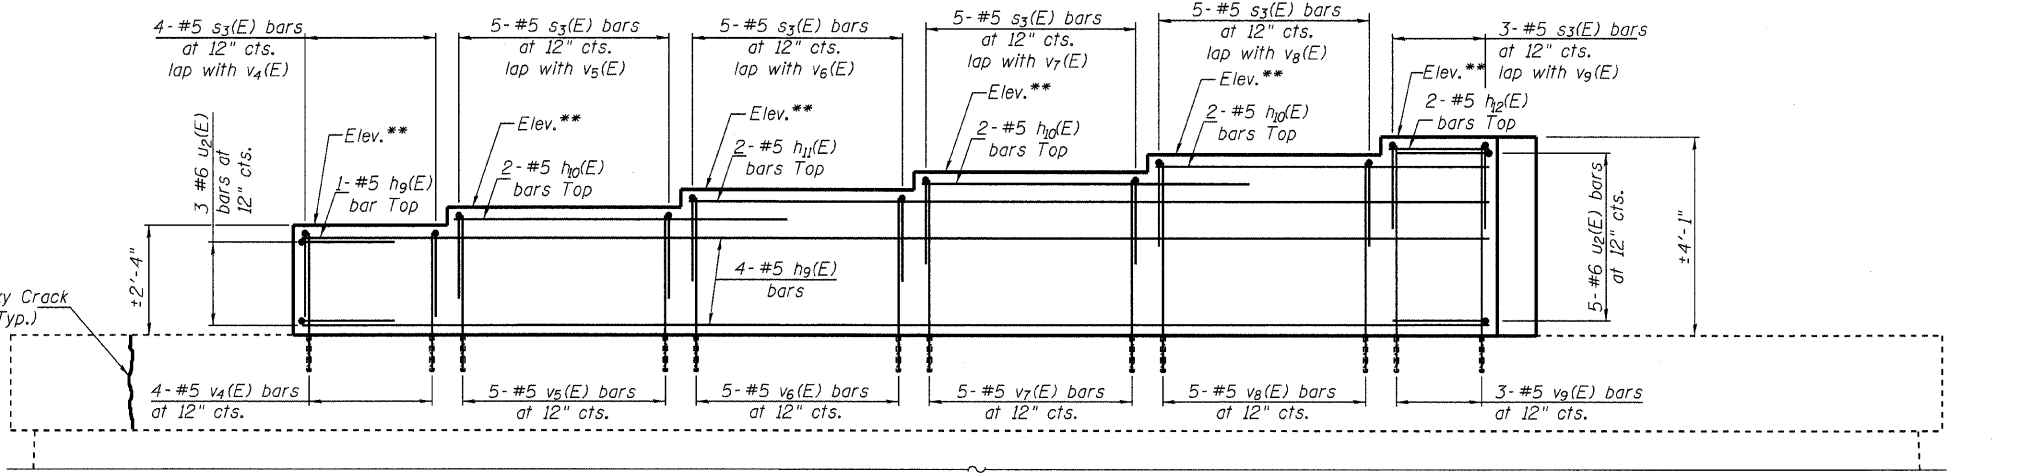 4-#5 s3(E) bars
at 12" cts.
lap with v4(E)
5-#5 s3(E) bars
at 12" cts.
lap with v5(E)
5-#5 s3(E) bars
at 12" cts.
lap with v6(E)
5-#5 s3(E) bars
at 12" cts.
lap with v7(E)
5-#5 s3(E) bars
at 12" cts.
lap with v8(E)
3-#5 s3(E) bars
at 12" cts.
lap with v9(E)
Elev.**
Elev.**
Elev.**
Elev.**
Elev.**
Elev.**
3 #6 u2(E)
bars at
12" cts.
1-#5 h9(E)
bar Top
2-#5 h10(E)
bars Top
2-#5 h11(E)
bars Top
2-#5 h10(E)
bars Top
2-#5 h10(E)
bars Top
2-#5 h12(E)
bars Top
±2'-4"
4-#5 h9(E)
bars
5-#6 u2(E) bars
at 12" cts.
±4'-1"
Crack
Typ.)
4-#5 v4(E) bars
at 12" cts.
5-#5 v5(E) bars
at 12" cts.
5-#5 v6(E) bars
at 12" cts.
5-#5 v7(E) bars
at 12" cts.
5-#5 v8(E) bars
at 12" cts.
3-#5 v9(E) bars
at 12" cts.